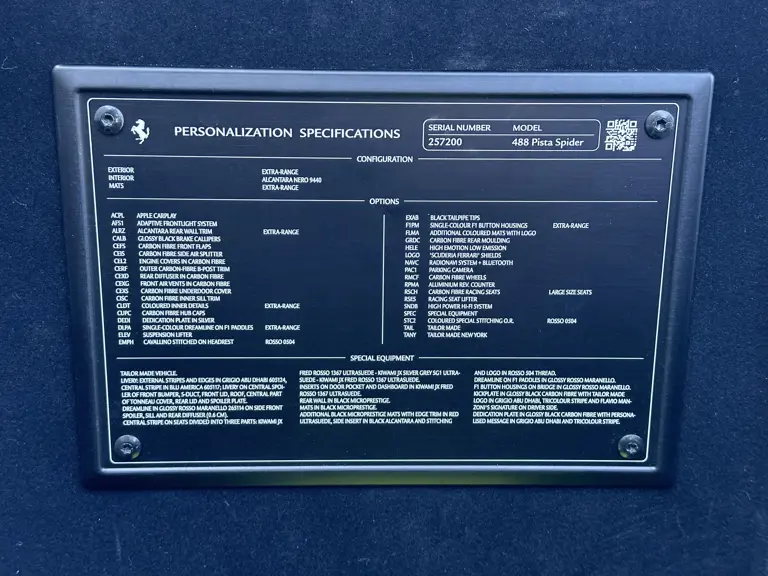 PERSONALIZATION SPECIFICATIONS
SERIAL NUMBER MODEL
257200 488 Pista Spider
CONFIGURATION
EXTERIOR EXTRA-RANGE
INTERIOR ALCANTARA NERO 9440
MATS EXTRA-RANGE
OPTIONS
ACPL APPLE CARPLAY
AFS1 ADAPTIVE FRONTLIGHT SYSTEM
ALRZ ALCANTARA REAR WALL TRIM EXTRA-RANGE
CALB GLOSSY BLACK BRAKE CALLIPERS
CEFS CARBON FIBRE FRONT FLAPS
CEIS CARBON FIBRE SIDE AIR SPLITTER
CEL2 ENGINE COVERS IN CARBON FIBRE
CERF OUTER CARBON-FIBRE B-POST TRIM
CEXD REAR DIFFUSER IN CARBON FIBRE
CEXG FRONT AIR VENTS IN CARBON FIBRE
CEXS CARBON FIBRE UNDERDOOR COVER
CISC CARBON FIBRE INNER SILL TRIM
CLDT COLOURED INNER DETAILS EXTRA-RANGE
CUPC CARBON FIBRE HUB CAPS
DEDI DEDICATION PLATE IN SILVER
DLPA SINGLE-COLOUR DREAMLINE ON F1 PADDLES EXTRA-RANGE
ELEV SUSPENSION LIFTER
EMPH CAVALLINO STITCHED ON HEADREST ROSSO 0504
EXAB BLACK TAILPIPE TIPS
F1PM SINGLE-COLOUR F1 BUTTON HOUSINGS EXTRA-RANGE
FLMA ADDITIONAL COLOURED MATS WITH LOGO
GRDC CARBON FIBRE REAR MOULDING
HELE HIGH EMOTION LOW EMISSION
LOGO "SCUDERIA FERRARI" SHIELDS
NAVC RADIONAVI SYSTEM + BLUETOOTH
PAC1 PARKING CAMERA
RMCF CARBON FIBRE WHEELS
RPMA ALUMINIUM REV. COUNTER
RSCH CARBON FIBRE RACING SEATS LARGE SIZE SEATS
RSES RACING SEAT LIFTER
SNDB HIGH POWER HI-FI SYSTEM
SPEC SPECIAL EQUIPMENT
STC2 COLOURED SPECIAL STITCHING O.R. ROSSO 0504
TAIL TAILOR MADE
TANY TAILOR MADE NEW YORK
SPECIAL EQUIPMENT
TAILOR MADE VEHICLE.
LIVERY: EXTERNAL STRIPES AND EDGES IN GRIGIO ABU DHABI 603124,
CENTRAL STRIPE IN BLU AMERICA 605117; LIVERY ON CENTRAL SPOI-
LER OF FRONT BUMPER, S-DUCT, FRONT LID, ROOF, CENTRAL PART
OF TONNEAU COVER, REAR LID AND SPOILER PLATE.
DREAMLINE IN GLOSSY ROSSO MARANELLO 265114 ON SIDE FRONT
SPOILER, SILL AND REAR DIFFUSER (0.6 CM).
CENTRAL STRIPE ON SEATS DIVIDED INTO THREE PARTS: KIWAMI JX
FRED ROSSO 1367 ULTRASUEDE - KIWAMI JX SILVER GREY SG1 ULTRA-
SUEDE - KIWAMI JX FRED ROSSO 1367 ULTRASUEDE.
INSERTS ON DOOR POCKET AND DASHBOARD IN KIWAMI JX FRED
ROSSO 1367 ULTRASUEDE.
REAR WALL IN BLACK MICROPRESTIGE.
MATS IN BLACK MICROPRESTIGE.
ADDITIONAL BLACK MICROPRESTIGE MATS WITH EDGE TRIM IN RED
ULTRASUEDE, SIDE INSERT IN BLACK ALCANTARA AND STITCHING
AND LOGO IN ROSSO 504 THREAD.
DREAMLINE ON F1 PADDLES IN GLOSSY ROSSO MARANELLO.
F1 BUTTON HOUSINGS ON BRIDGE IN GLOSSY ROSSO MARANELLO.
KICKPLATE IN GLOSSY BLACK CARBON FIBRE WITH TAILOR MADE
LOGO IN GRIGIO ABU DHABI, TRICOLUR STRIPE AND FLAVIO MAN-
ZONI'S SIGNATURE ON DRIVER SIDE.
DEDICATION PLATE IN GLOSSY BLACK CARBON FIBRE WITH PERSONA-
LISED MESSAGE IN GRIGIO ABU DHABI AND TRICOLUR STRIPE.